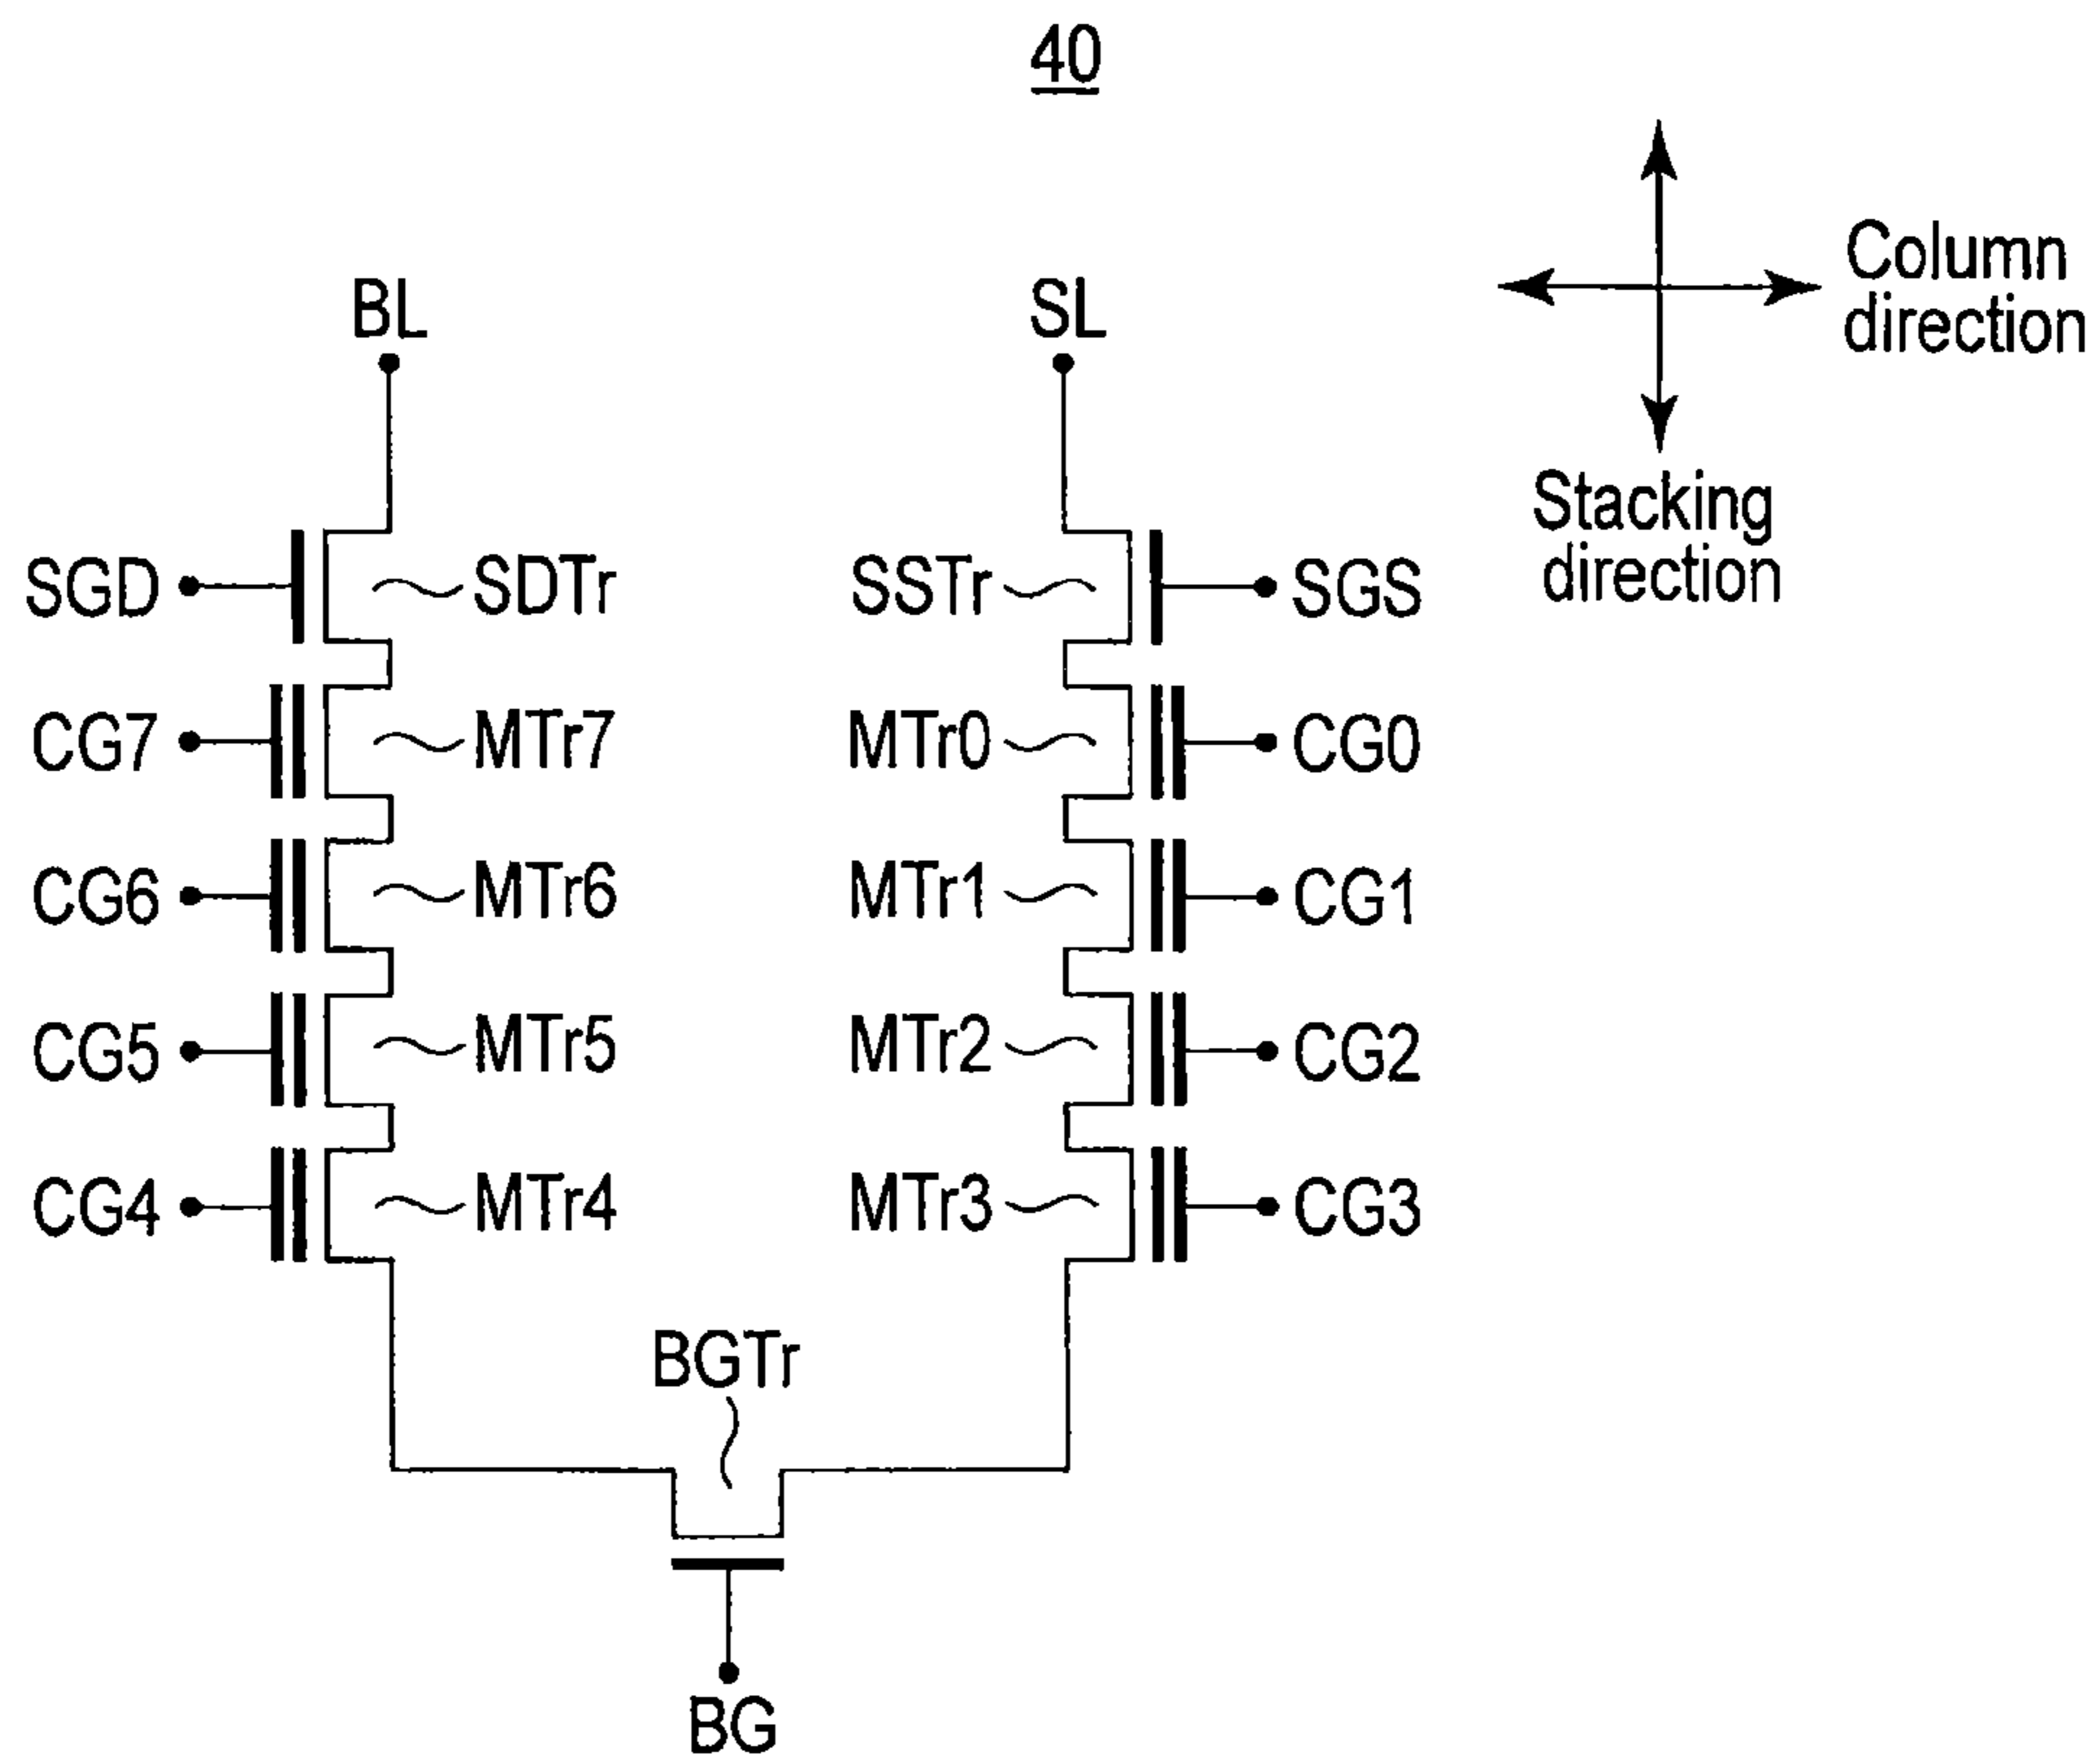 40
Column
direction
Stacking
direction
BL
SL
SGD
SDTr
SSTr
SGS
CG7
MTr7
MTr0
CG0
CG6
MTr6
MTr1
CG1
CG5
MTr5
MTr2
CG2
CG4
MTr4
MTr3
CG3
BGTr
BG